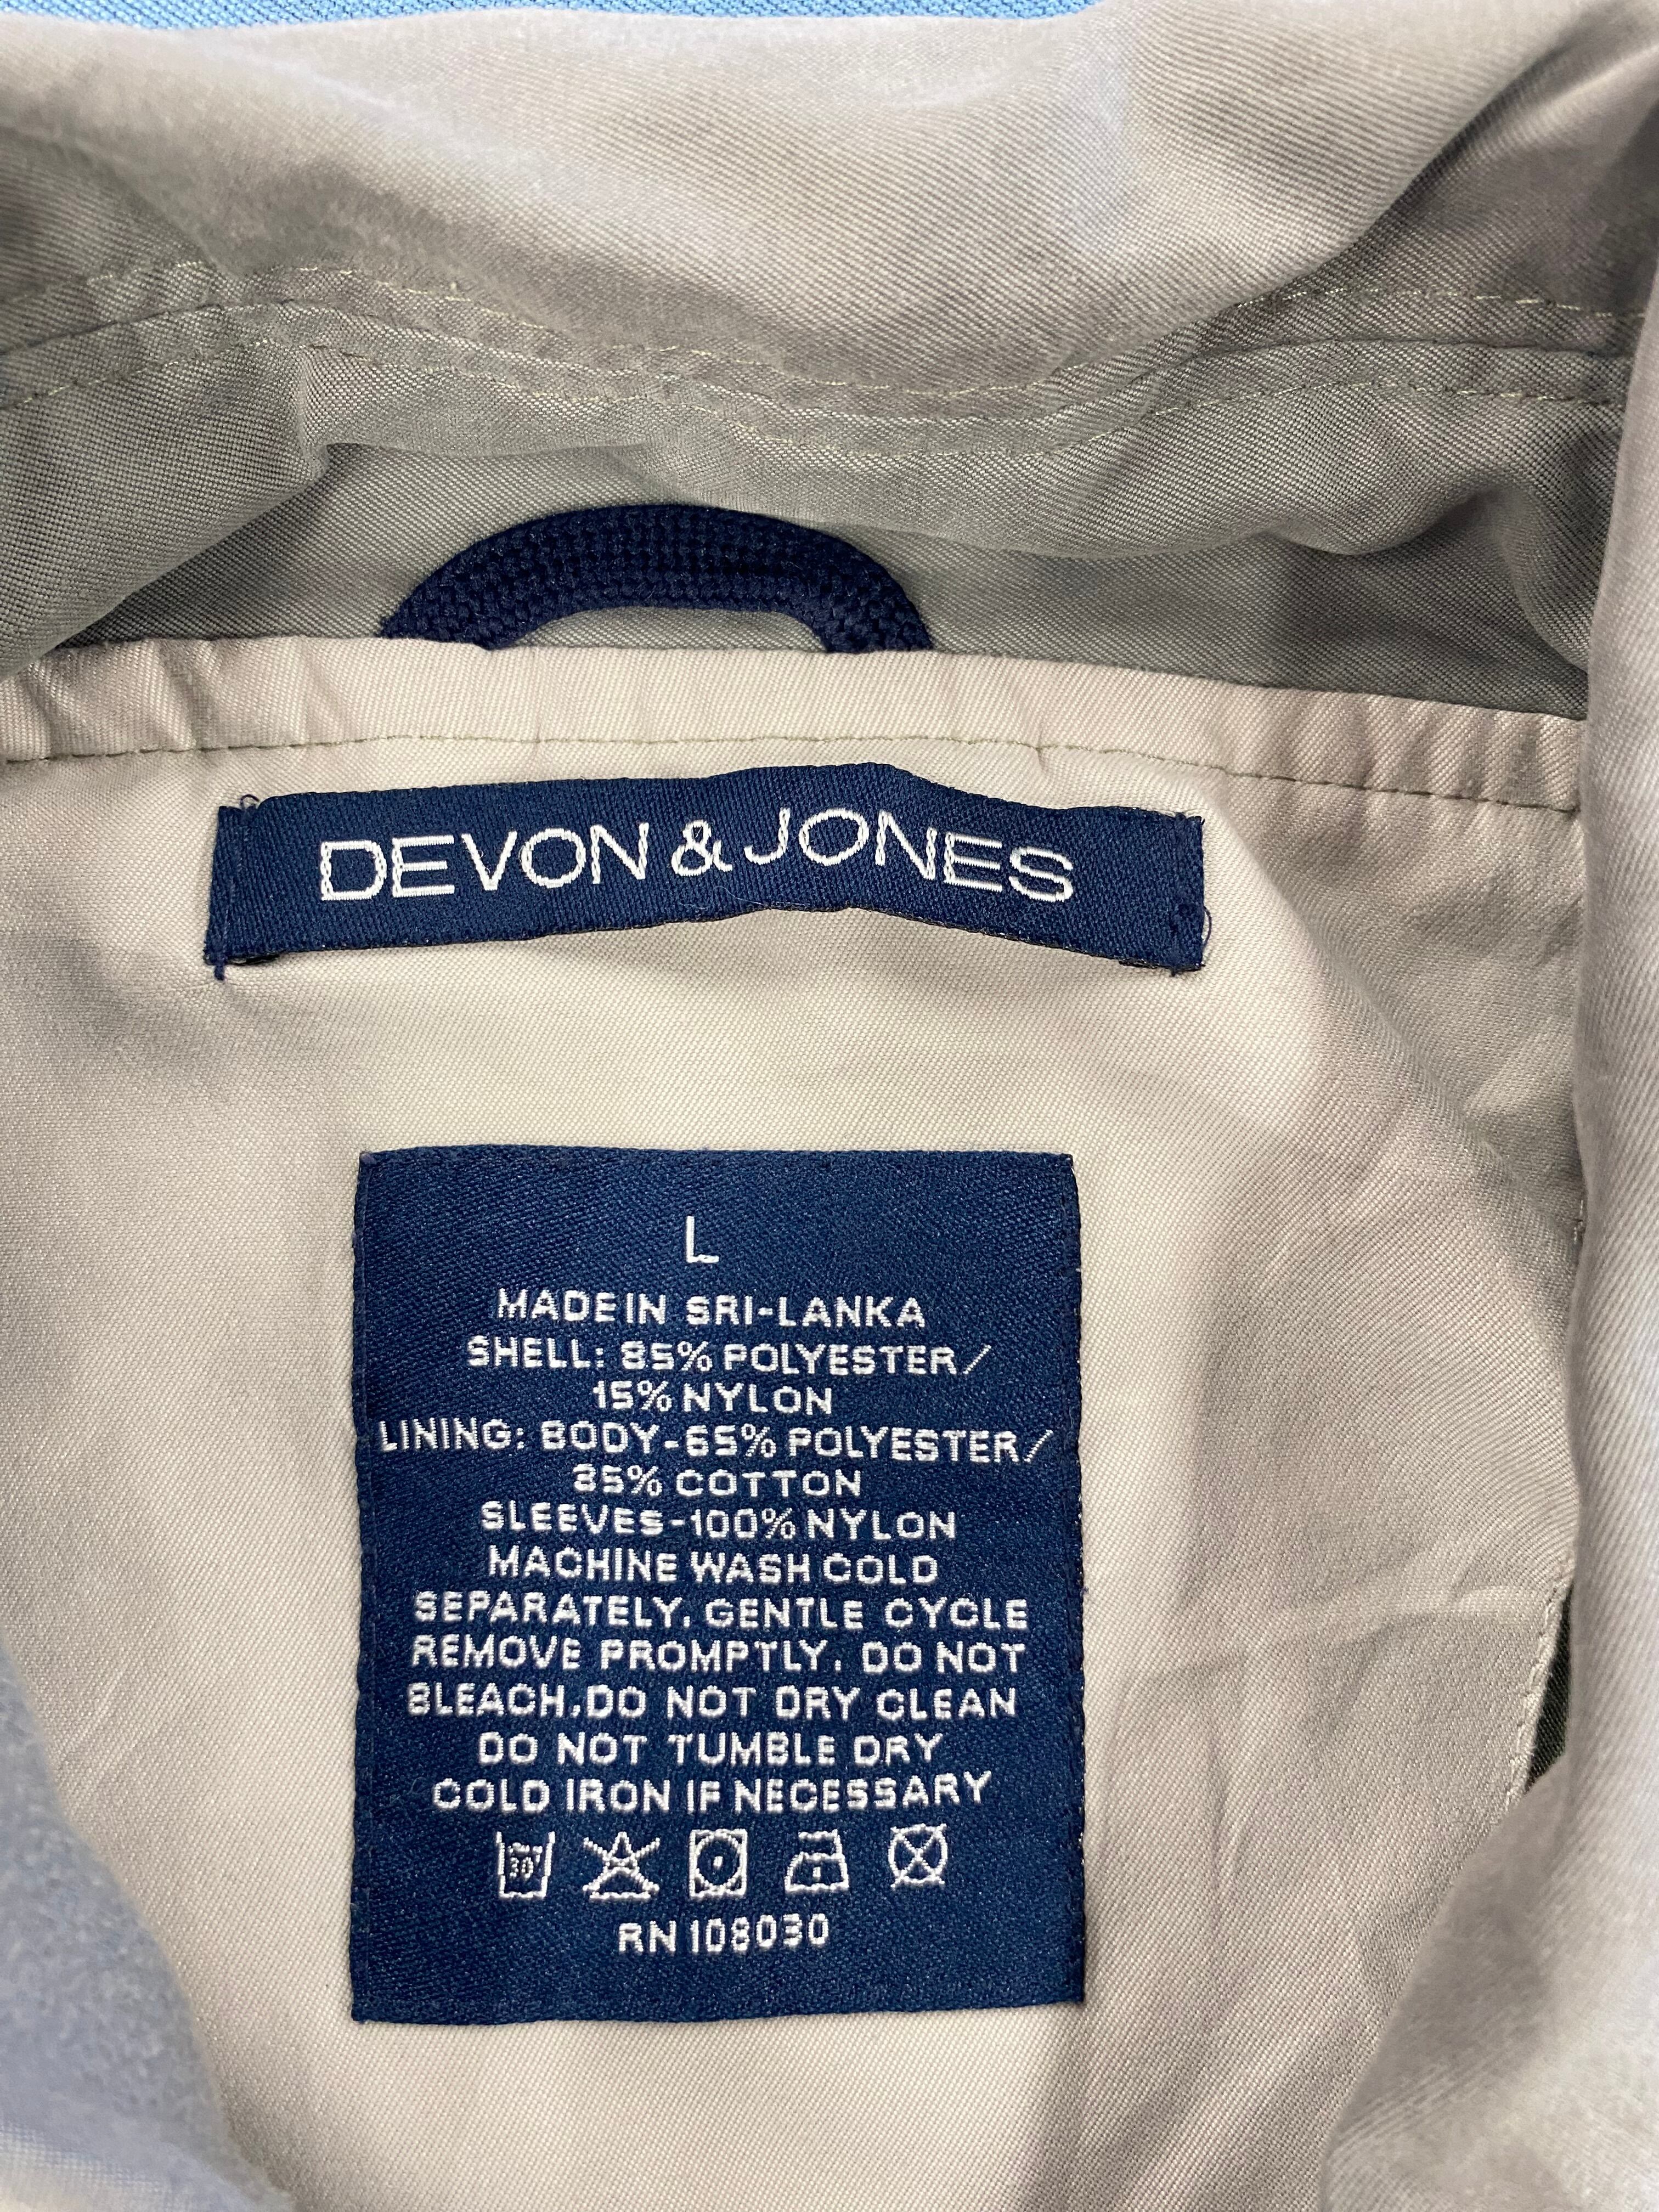 DEVON & JONES
L
MADE IN SRI-LANKA
SHELL: 85% POLYESTER/
15% NYLON
LINING: BODY-65% POLYESTER/
35% COTTON
SLEEVES-100% NYLON
MACHINE WASH COLD
SEPARATELY, GENTLE CYCLE
REMOVE PROMPTLY, DO NOT
BLEACH, DO NOT DRY CLEAN
DO NOT TUMBLE DRY
COLD IRON IF NECESSARY
30°
RN 108030